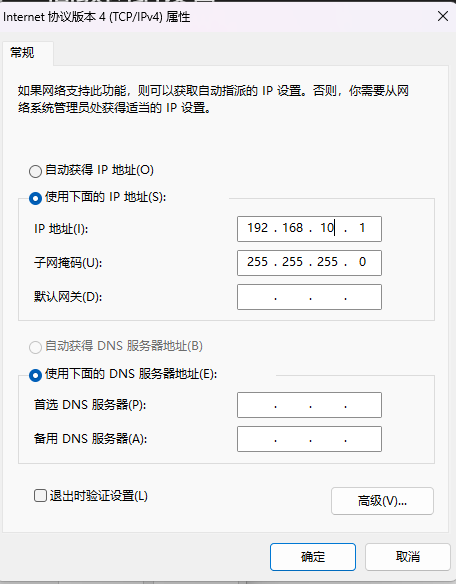 Internet 协议版本 4 (TCP/IPv4) 属性
常规
如果网络支持此功能，则可以获取自动指派的 IP 设置。否则，你需要从网
络系统管理员处获得适当的 IP 设置。
自动获得 IP 地址(O)
使用下面的 IP 地址(S):
IP 地址(I): 192 . 168 . 10 . 1
子网掩码(U): 255 . 255 . 255 . 0
默认网关(D): . . .
自动获得 DNS 服务器地址(B)
使用下面的 DNS 服务器地址(E):
首选 DNS 服务器(P): . . .
备用 DNS 服务器(A): . . .
退出时验证设置(L)
高级(V)...
确定 取消